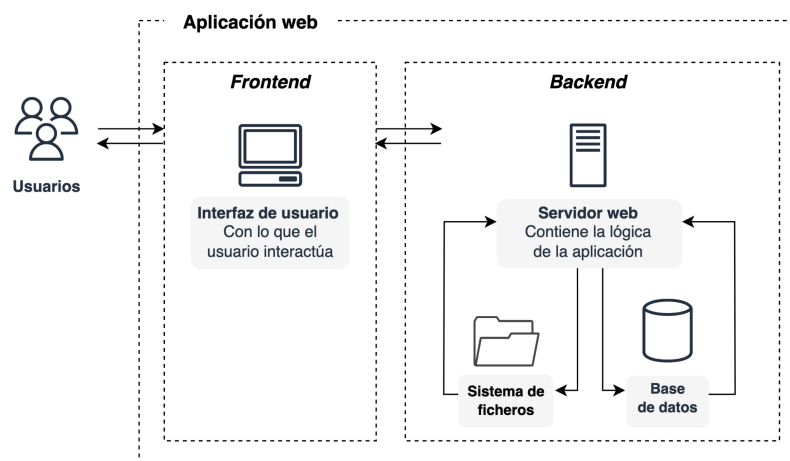 Aplicación web
Frontend
Backend
Usuarios
Interfaz de usuario
Con lo que el
usuario interactúa
Servidor web
Contiene la lógica
de la aplicación
Sistema de
ficheros
Base
de datos